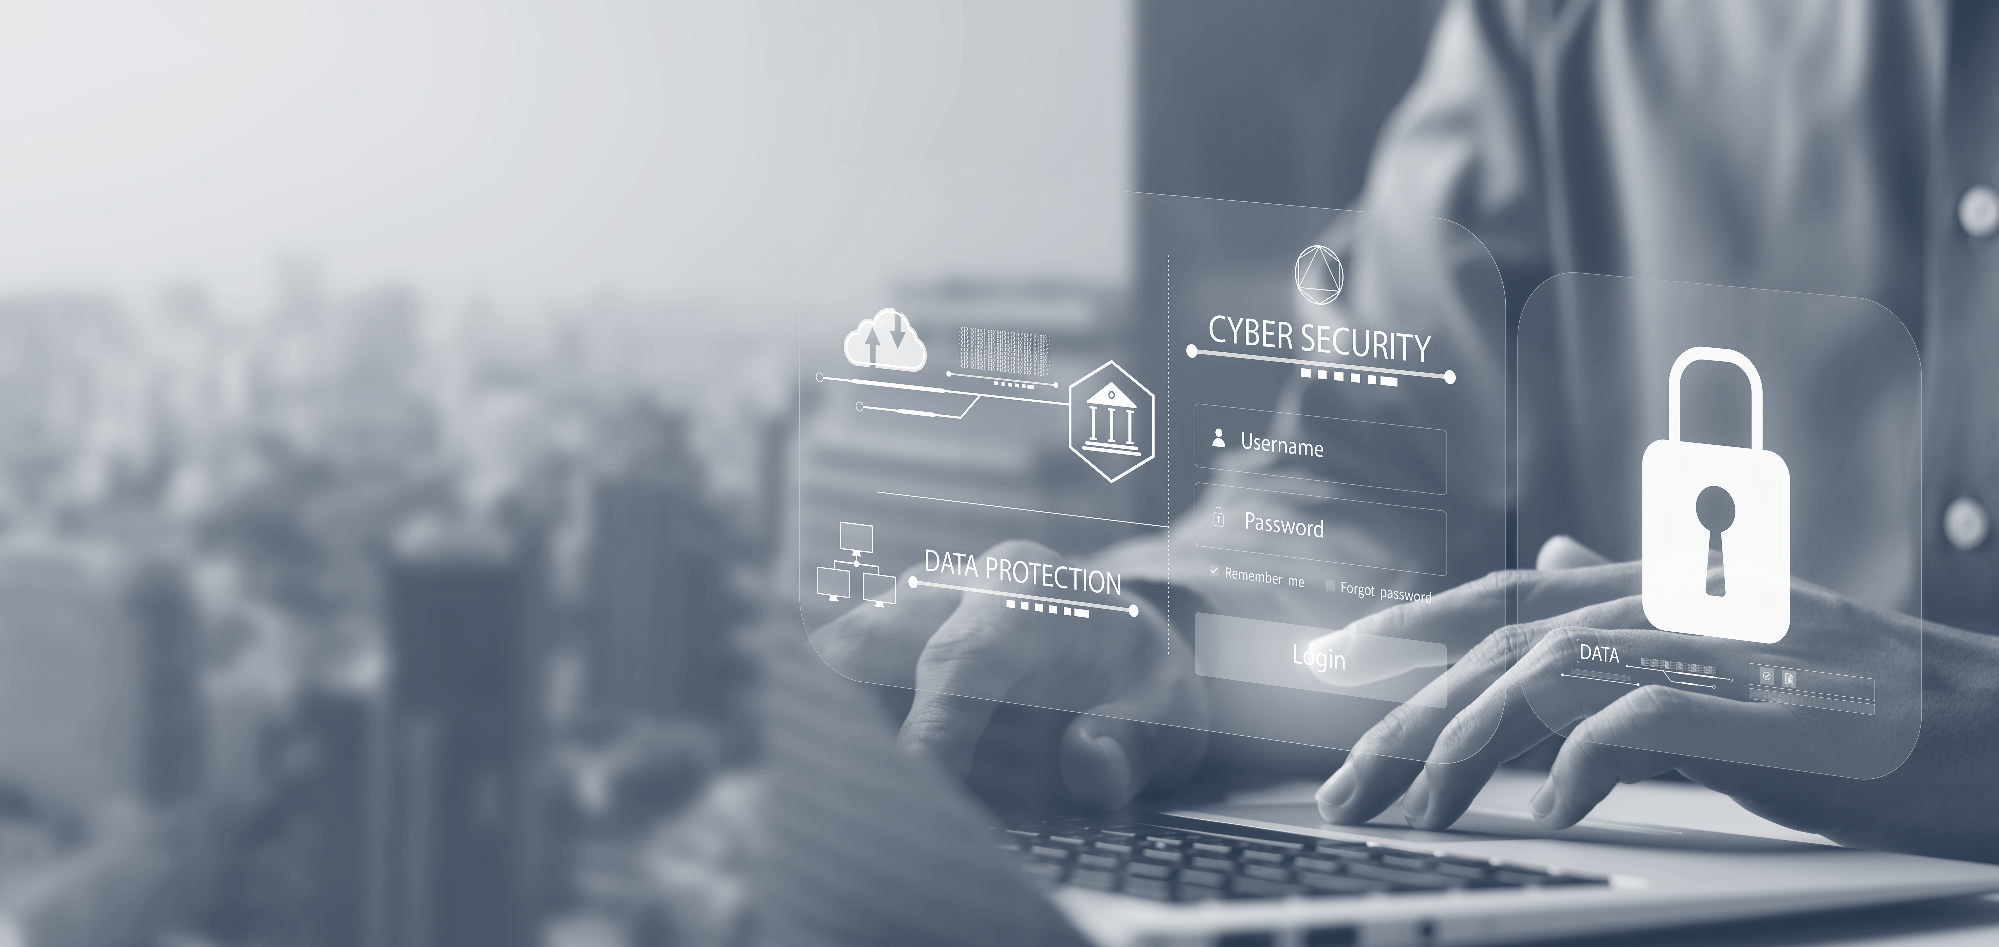 CYBER SECURITY
Username
Password
Remember me
Forgot password
Login
DATA PROTECTION
DATA